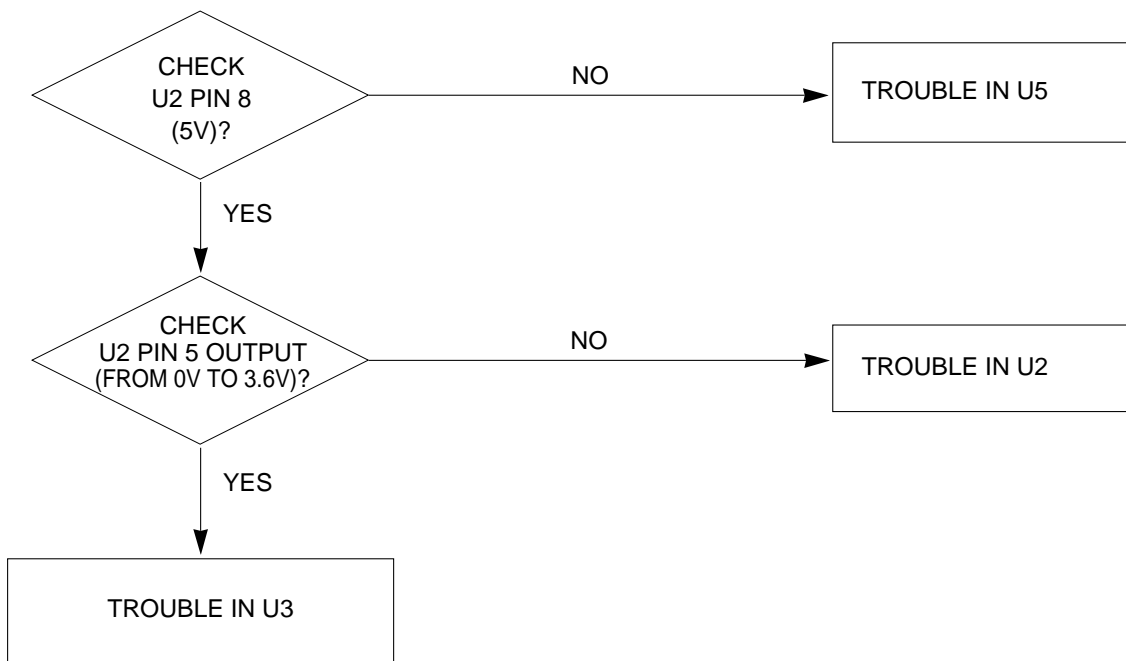 CHECK
U2 PIN 8
(5V)?
NO
TROUBLE IN U5
YES
CHECK
U2 PIN 5 OUTPUT
(FROM 0V TO 3.6V)?
NO
TROUBLE IN U2
YES
TROUBLE IN U3